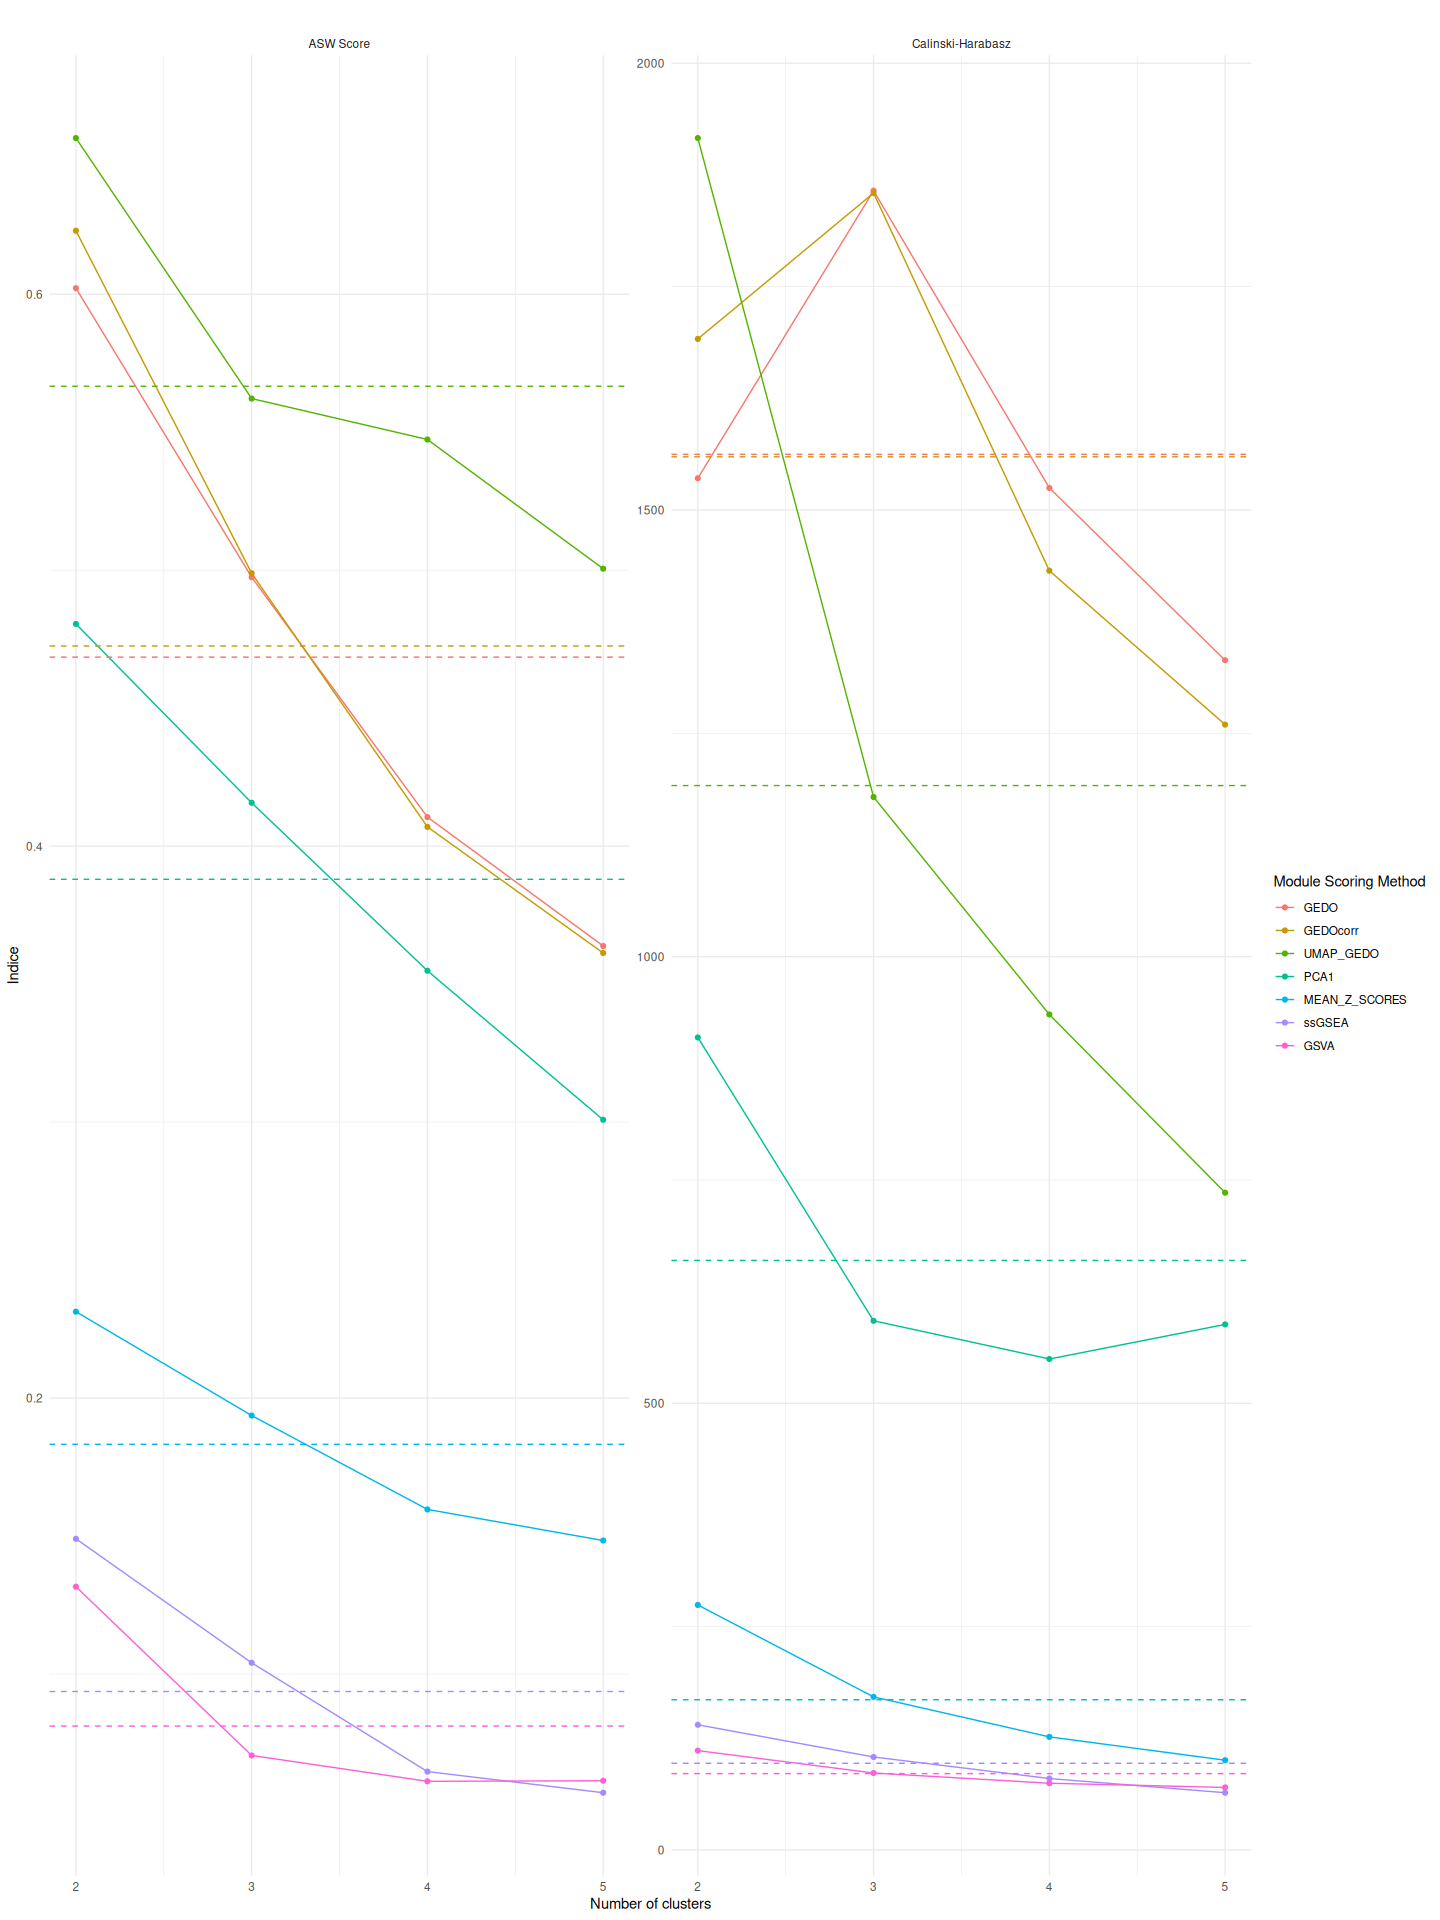 ASW Score
Calinski-Harabasz
Indice
0.6
0.4
0.2
2000
1500
1000
500
0
2 3 4 5
2 3 4 5
Number of clusters
Module Scoring Method
GEDO
GEDOcorr
UMAP_GEDO
PCA1
MEAN_Z_SCORES
ssGSEA
GSVA